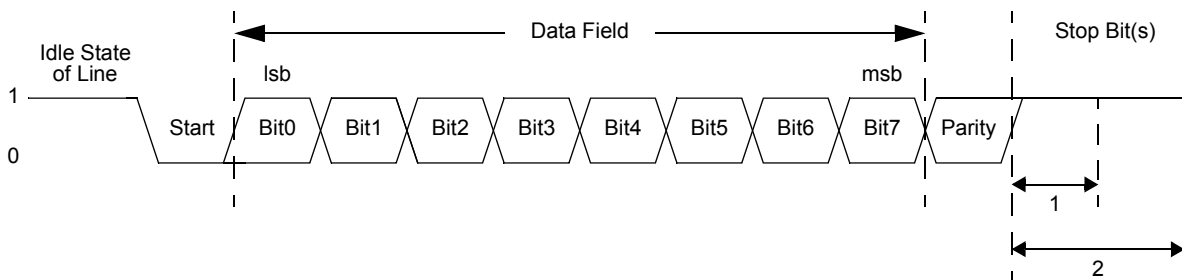 Data Field
Stop Bit(s)
Idle State
of Line
lsb
msb
1
Start
Bit0
Bit1
Bit2
Bit3
Bit4
Bit5
Bit6
Bit7
Parity
0
1
2